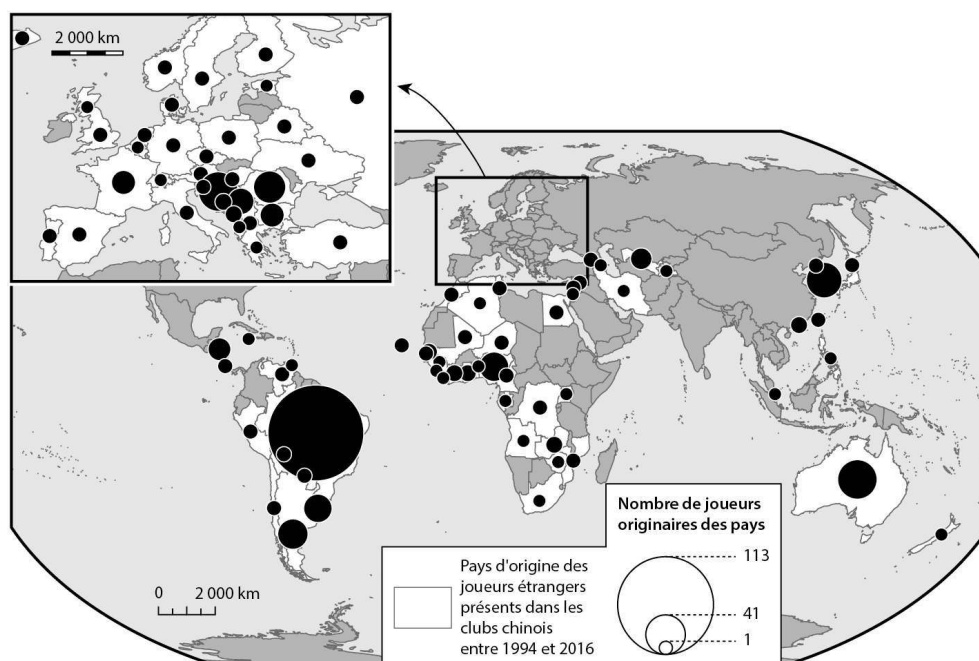 2 000 km
0 2 000 km
Pays d'origine des
joueurs étrangers
présents dans les
clubs chinois
entre 1994 et 2016
Nombre de joueurs
originaires des pays
113
41
1